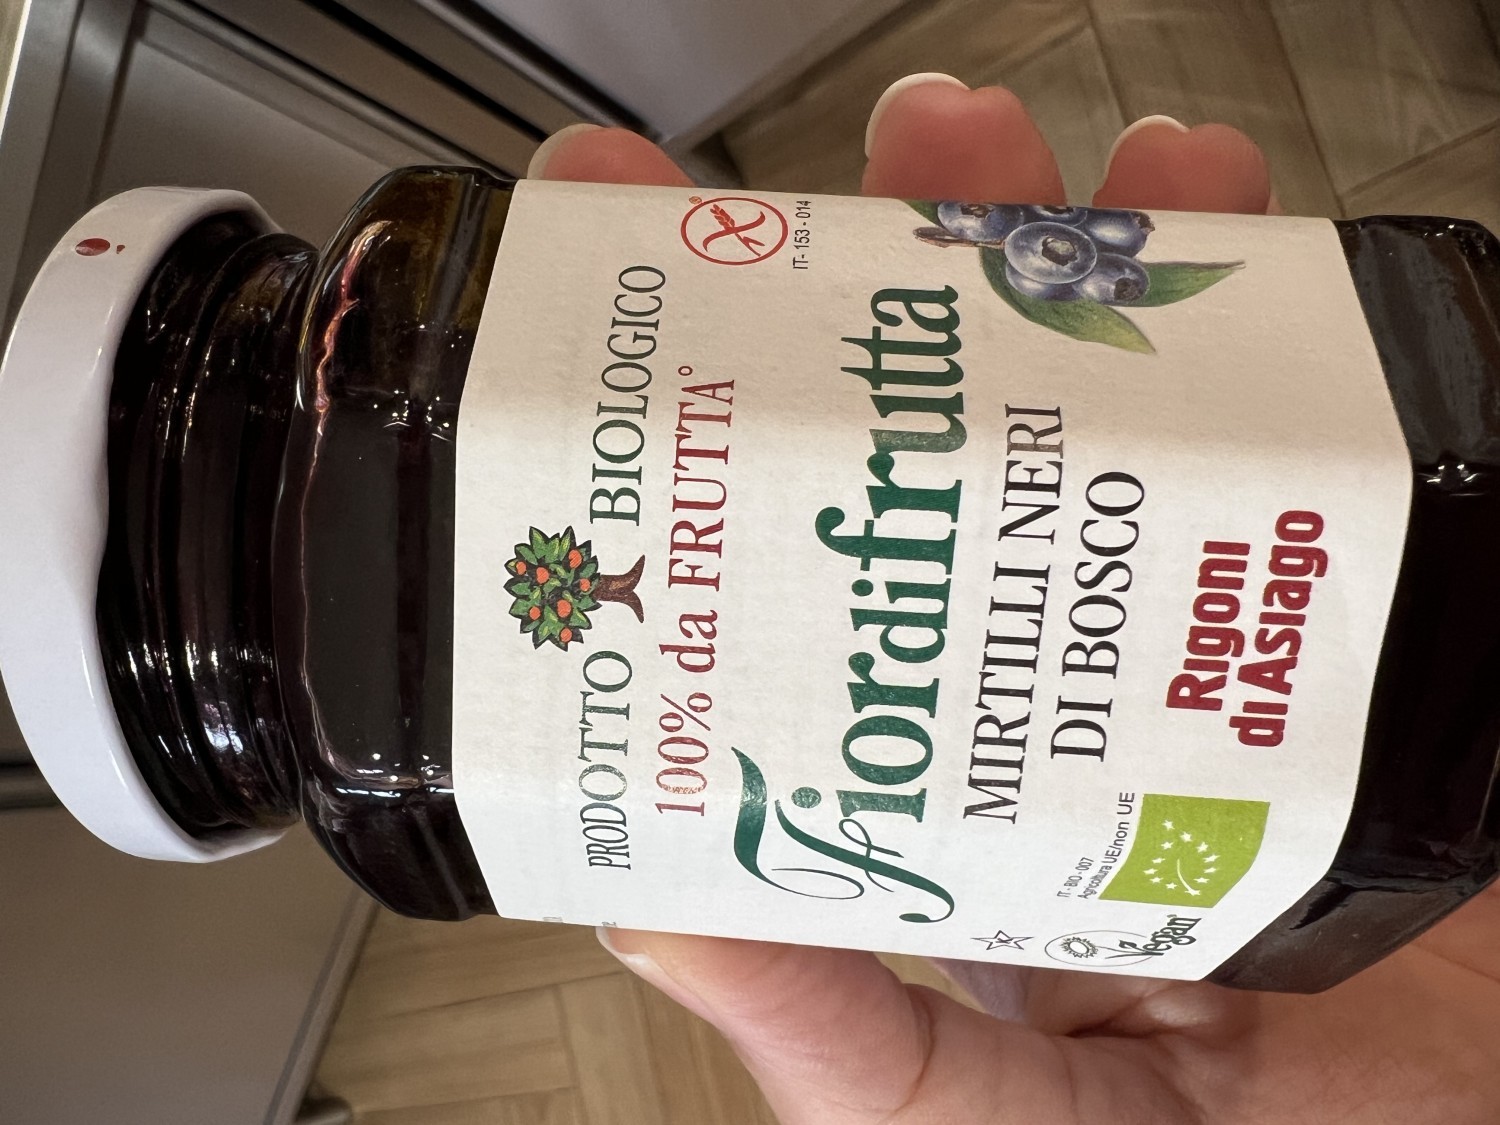 PRODOTTO BIOLOGICO
100% da FRUTTA°
IT- 153 - 014
Fiordifrutta
MIRTILLI NERI
DI BOSCO
Rigoni
di Asiago
IT - BIO - 007
Agricoltura UE/non UE
K
Vegan